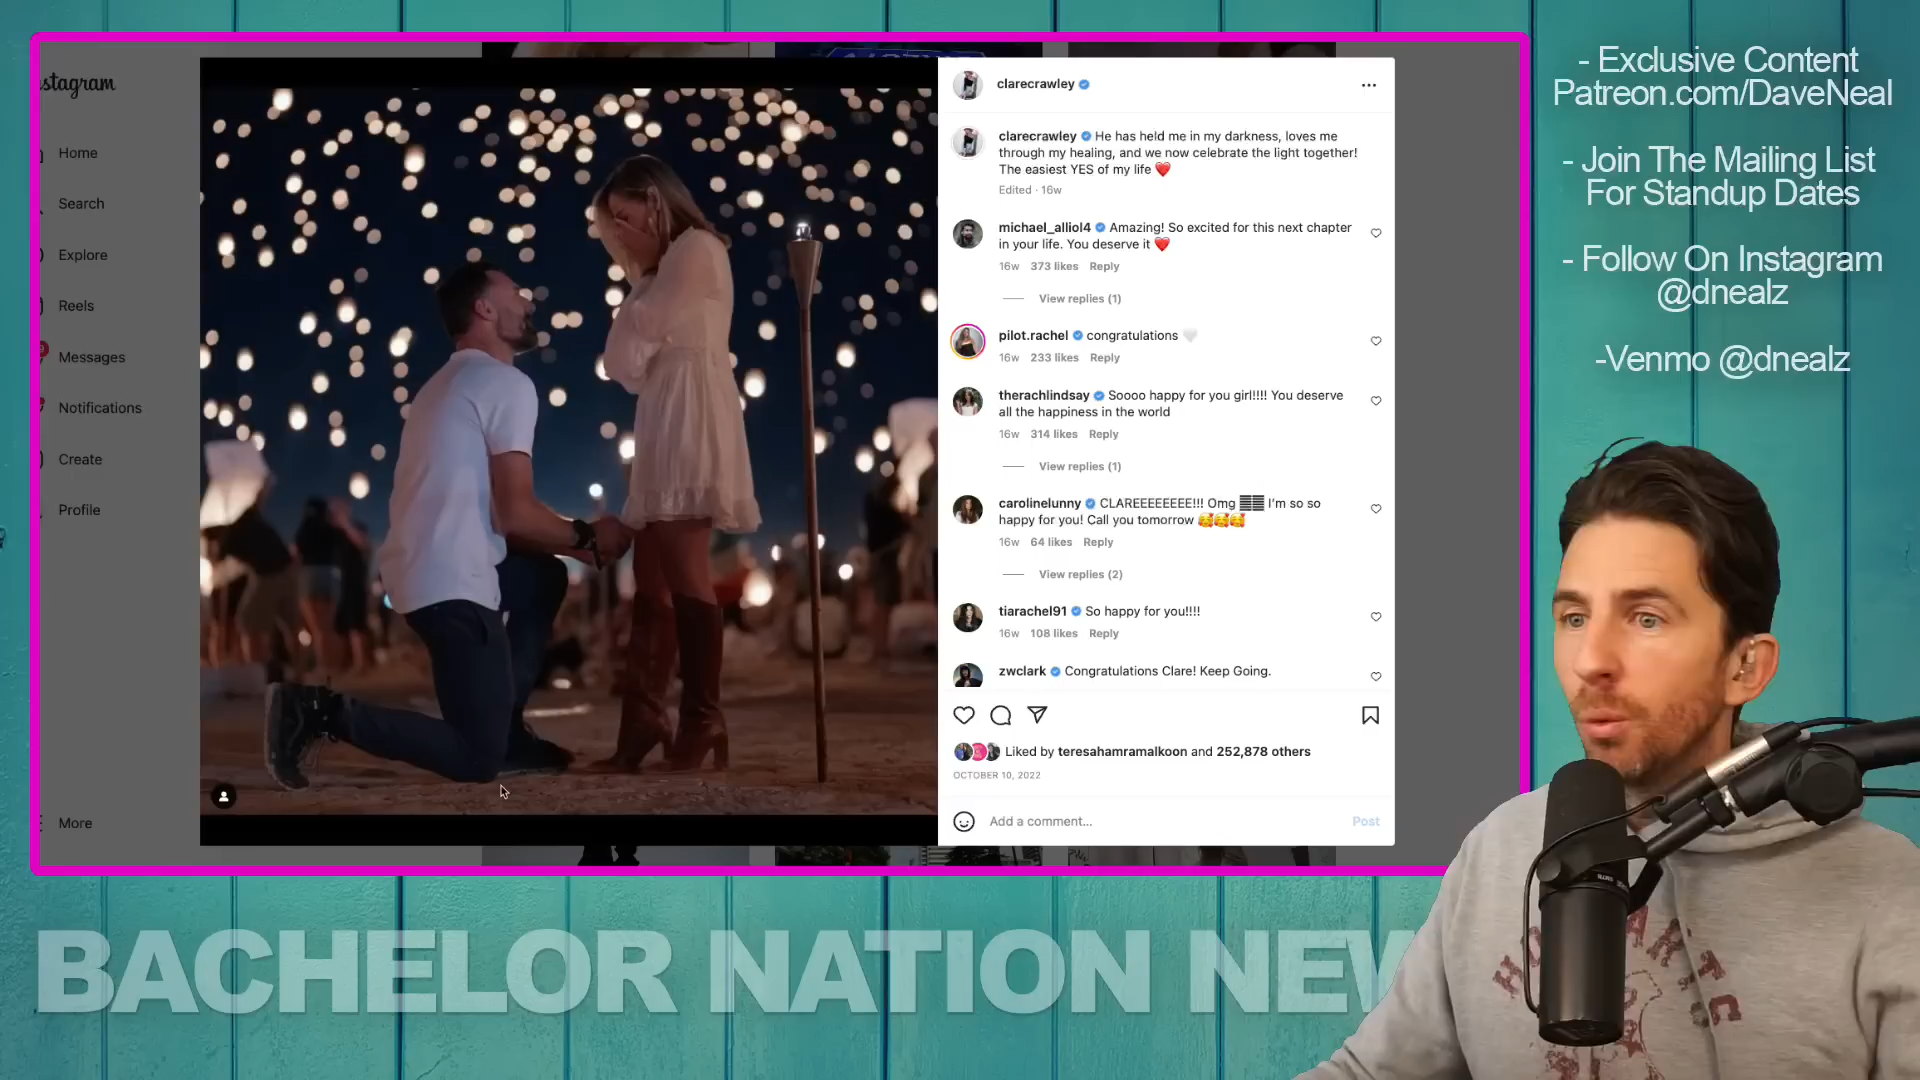 stagram
Home
Search
Explore
Reels
Messages
Notifications
Create
Profile
More
clarecrawley
clarecrawley He has held me in my darkness, loves me
through my healing, and we now celebrate the light together!
The easiest YES of my life ❤️
Edited · 16w
michael_alliol4 Amazing! So excited for this next chapter
in your life. You deserve it ❤️
16w 373 likes Reply
View replies (1)
pilot.rachel congratulations 🤍
16w 233 likes Reply
therachlindsay Soooo happy for you girl!!!! You deserve
all the happiness in the world
16w 314 likes Reply
View replies (1)
carolinelunny CLAREEEEEEEE!!! Omg I'm so so
happy for you! Call you tomorrow 🥰🥰🥰
16w 64 likes Reply
View replies (2)
tiarachel91 So happy for you!!!!
16w 108 likes Reply
zwclark Congratulations Clare! Keep Going.
Liked by teresahamramalkoon and 252,878 others
OCTOBER 10, 2022
Add a comment... Post
- Exclusive Content
Patreon.com/DaveNeal
- Join The Mailing List
For Standup Dates
- Follow On Instagram
@dnealz
-Venmo @dnealz
BACHELOR NATION NEW